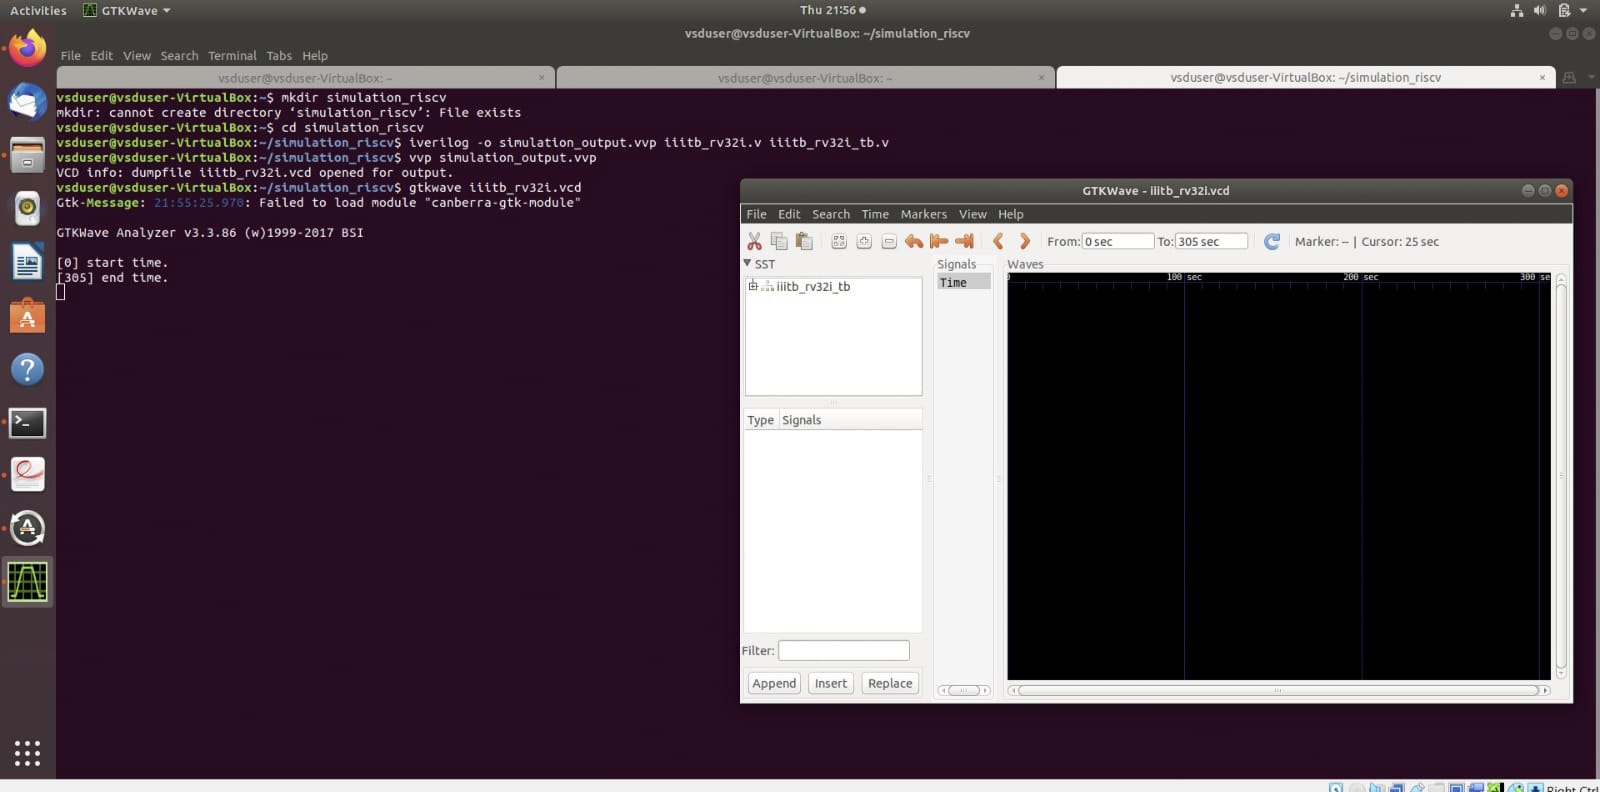 Activities GTKWave Thu 21:56
vsduser@vsduser-VirtualBox: ~/simulation_riscv
File Edit View Search Terminal Tabs Help
vsduser@vsduser-VirtualBox: ~ × vsduser@vsduser-VirtualBox: ~ × vsduser@vsduser-VirtualBox: ~/simulation_riscv ×
vsduser@vsduser-VirtualBox:~$ mkdir simulation_riscv
mkdir: cannot create directory ‘simulation_riscv’: File exists
vsduser@vsduser-VirtualBox:~$ cd simulation_riscv
vsduser@vsduser-VirtualBox:~/simulation_riscv$ iverilog -o simulation_output.vvp iiitb_rv32i.v iiitb_rv32i_tb.v
vsduser@vsduser-VirtualBox:~/simulation_riscv$ vvp simulation_output.vvp
VCD info: dumpfile iiitb_rv32i.vcd opened for output.
vsduser@vsduser-VirtualBox:~/simulation_riscv$ gtkwave iiitb_rv32i.vcd
Gtk-Message: 21:55:25.970: Failed to load module "canberra-gtk-module"
GTKWave Analyzer v3.3.86 (w)1999-2017 BSI
[0] start time.
[305] end time.
GTKWave - iiitb_rv32i.vcd
File Edit Search Time Markers View Help
From: 0 sec To: 305 sec Marker: -- | Cursor: 25 sec
SST
iiitb_rv32i_tb
Type Signals
Filter:
Append Insert Replace
Signals
Time
Waves
0 100 sec 200 sec 300 se
Right Ctrl